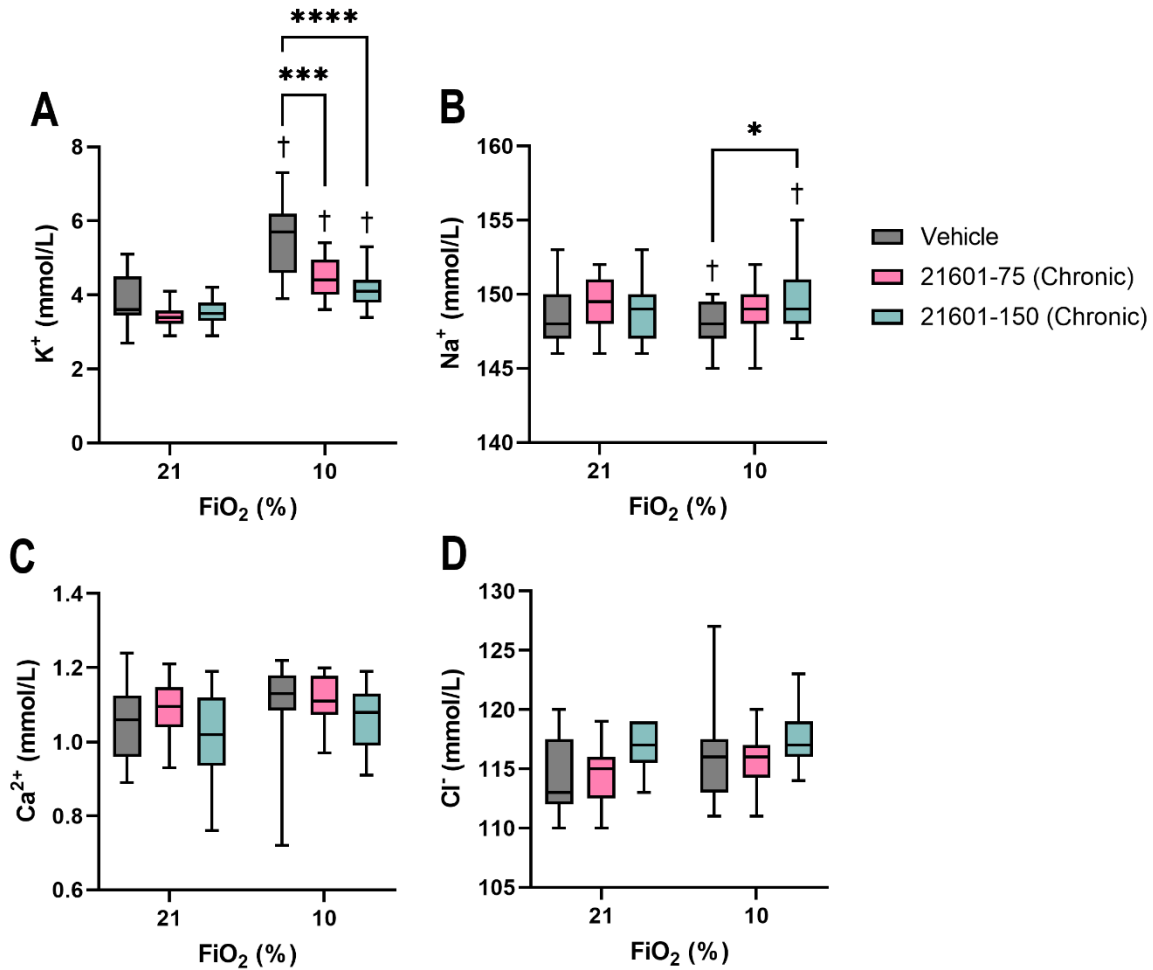 A
****
***
K⁺ (mmol/L)
8
†
6
†
†
4
2
0
21
10
FiO₂ (%)
B
*
Na⁺ (mmol/L)
160
155
†
†
150
145
140
21
10
FiO₂ (%)
Vehicle
21601-75 (Chronic)
21601-150 (Chronic)
C
Ca²⁺ (mmol/L)
1.4
1.2
1.0
0.8
0.6
21
10
FiO₂ (%)
D
Cl⁻ (mmol/L)
130
125
120
115
110
105
21
10
FiO₂ (%)